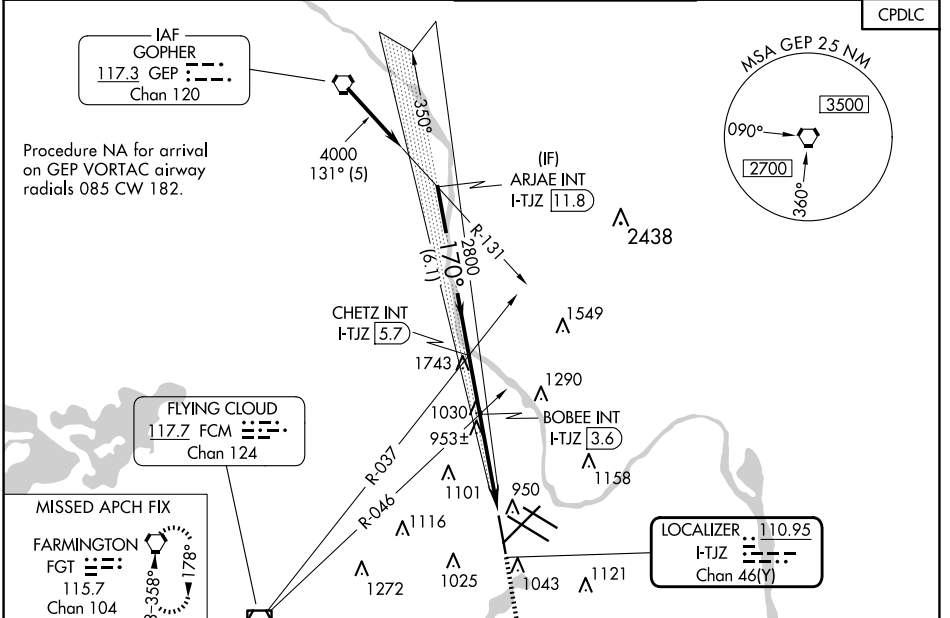 CPDLC
IAF
GOPHER
117.3 GEP
Chan 120
MSA GEP 25 NM
3500
090°
2700
360°
Procedure NA for arrival
on GEP VORTAC airway
radials 085 CW 182.
4000
131° (5)
350°
(IF)
ARJAE INT
I-TJZ 11.8
2438
R-131
2800
170°
(6.1)
CHETZ INT
I-TJZ 5.7
1549
1743
1290
FLYING CLOUD
117.7 FCM
Chan 124
1030
953±
BOBEE INT
I-TJZ 3.6
R-037
R-046
1101
1158
950
MISSED APCH FIX
FARMINGTON
FGT
115.7
Chan 104
358°
178°
1116
1272
1025
1043
1121
LOCALIZER 110.95
I-TJZ
Chan 46(Y)